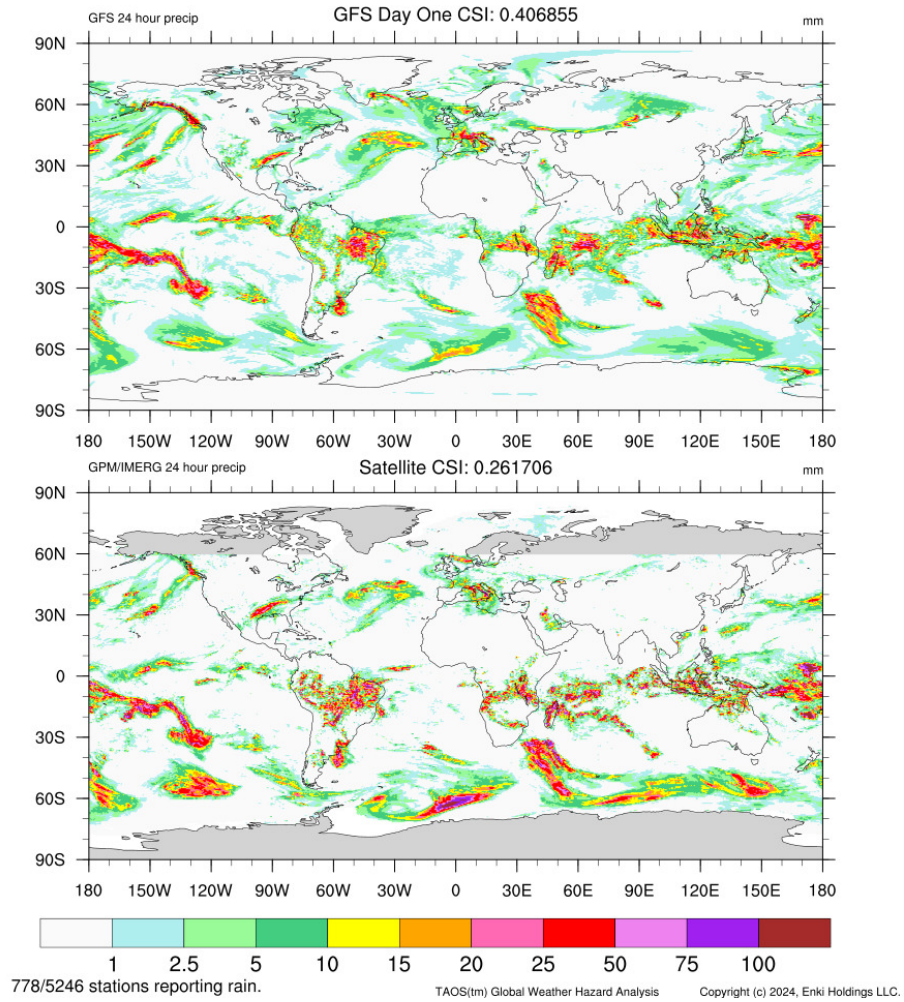 GFS 24 hour precip GFS Day One CSI: 0.406855 mm
90N
60N
30N
0
30S
60S
90S
180 150W 120W 90W 60W 30W 0 30E 60E 90E 120E 150E 180
GPM/IMERG 24 hour precip Satellite CSI: 0.261706 mm
90N
60N
30N
0
30S
60S
90S
180 150W 120W 90W 60W 30W 0 30E 60E 90E 120E 150E 180
1 2.5 5 10 15 20 25 50 75 100
778/5246 stations reporting rain. TAOS(tm) Global Weather Hazard Analysis Copyright (c) 2024, Enki Holdings LLC.